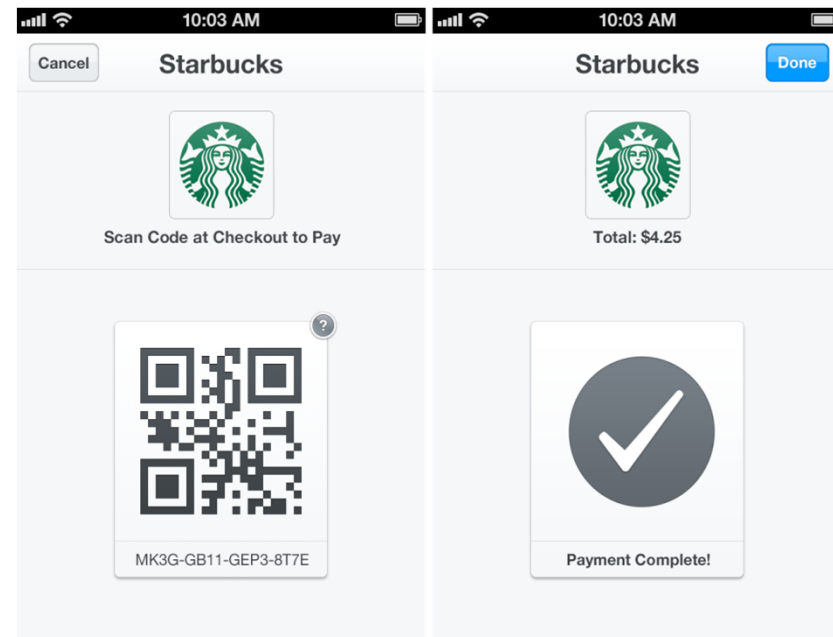 10:03 AM
Cancel
Starbucks
Scan Code at Checkout to Pay
?
MK3G-GB11-GEP3-8T7E
10:03 AM
Starbucks
Done
Total: $4.25
Payment Complete!